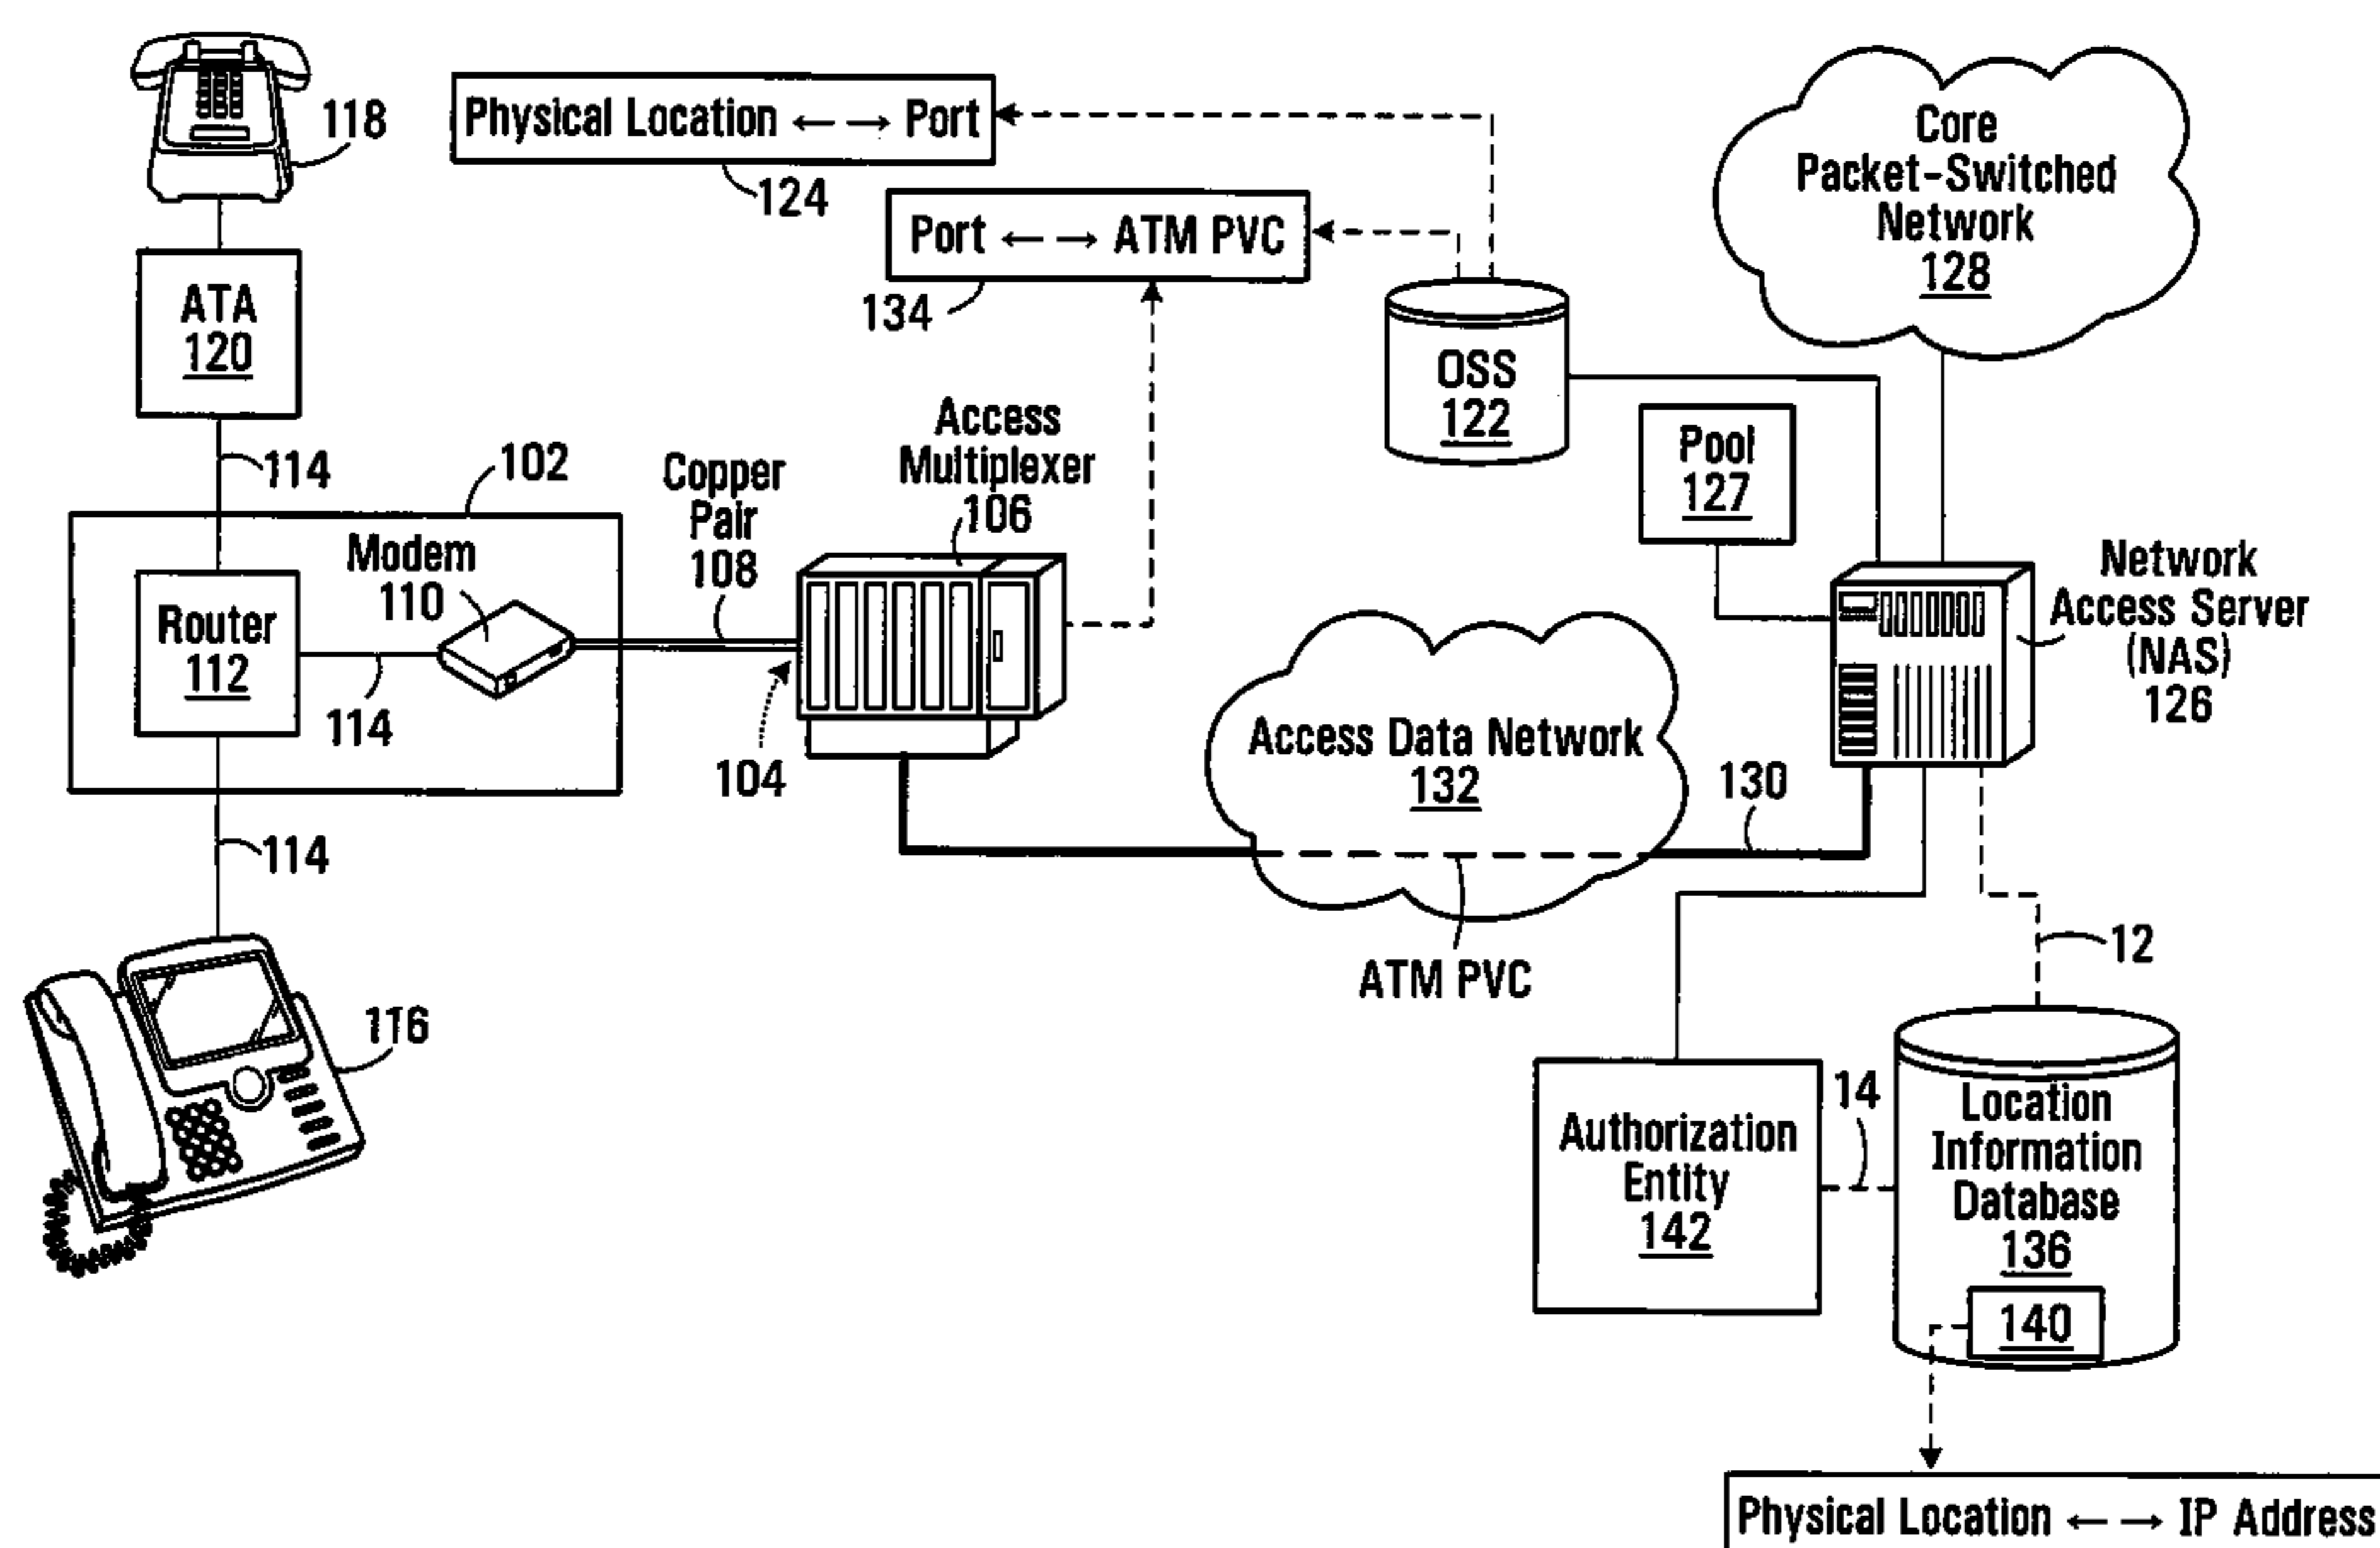 118
Physical Location ←--→ Port
124
Port ←--→ ATM PVC
134
Core
Packet-Switched
Network
128
ATA
120
OSS
122
Pool
127
114
102
Copper
Pair
108
Access
Multiplexer
106
Modem
110
Router
112
114
104
Network
Access Server
(NAS)
126
Access Data Network
132
130
114
ATM PVC
12
116
Authorization
Entity
142
14
Location
Information
Database
136
140
Physical Location ←--→ IP Address